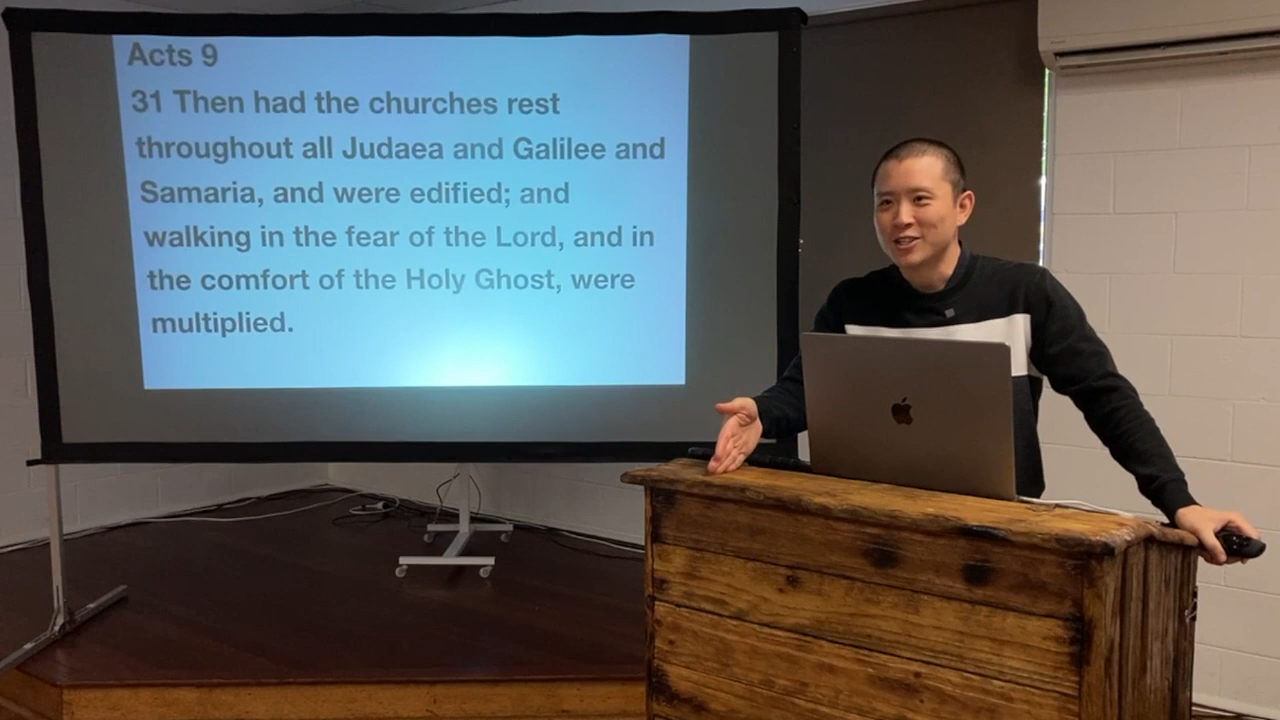 Acts 9
31 Then had the churches rest
throughout all Judaea and Galilee and
Samaria, and were edified; and
walking in the fear of the Lord, and in
the comfort of the Holy Ghost, were
multiplied.